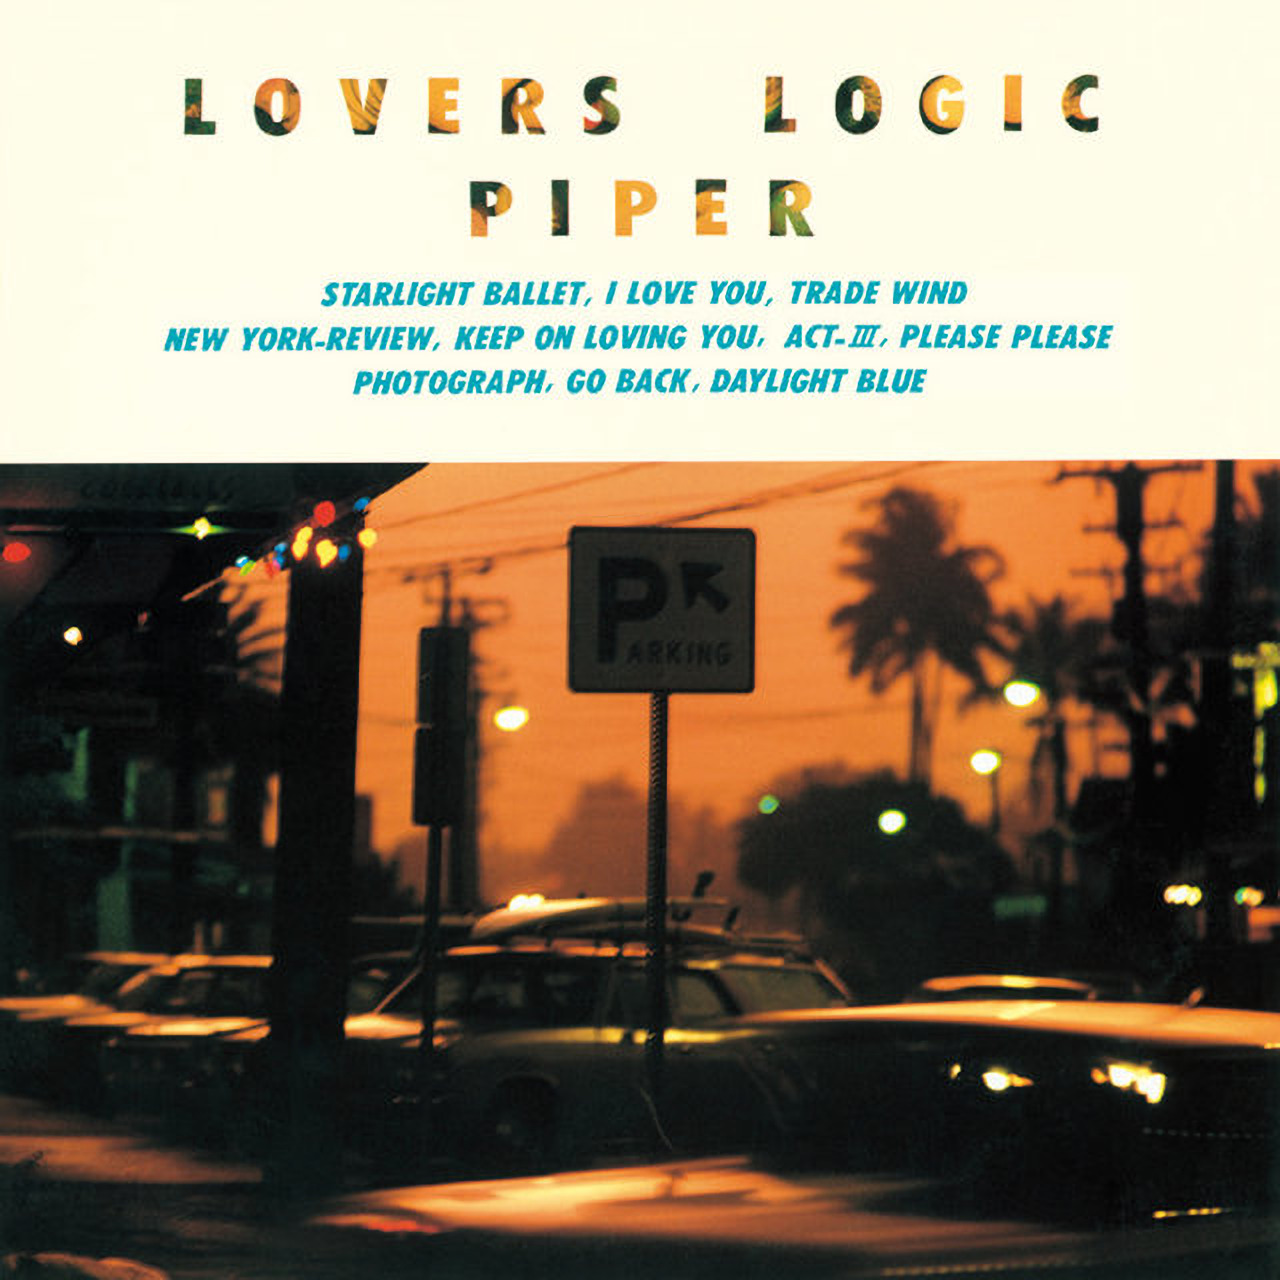 LOVERS LOGIC
PIPER
STARLIGHT BALLET, I LOVE YOU, TRADE WIND
NEW YORK-REVIEW, KEEP ON LOVING YOU, ACT-III, PLEASE PLEASE
PHOTOGRAPH, GO BACK, DAYLIGHT BLUE
COCKTAILS
P
PARKING